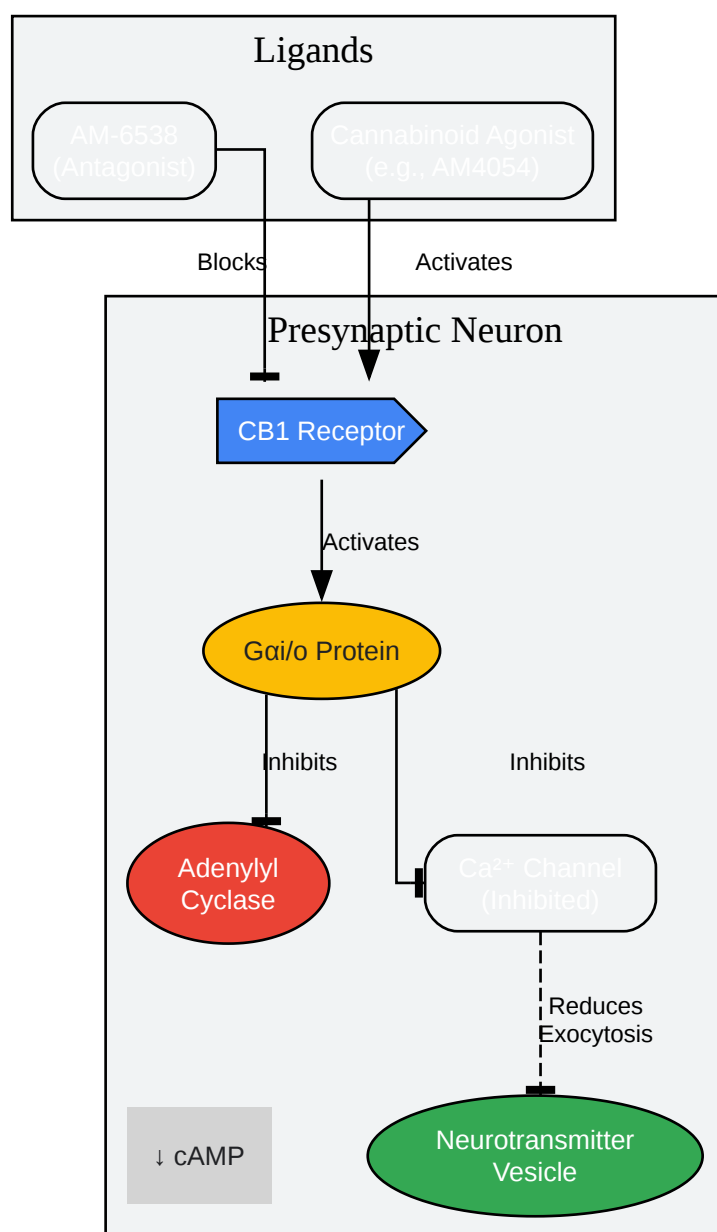 Ligands
AM-6538
(Antagonist)
Cannabinoid Agonist
(e.g., AM4054)
Blocks
Activates
Presynaptic Neuron
CB1 Receptor
Activates
Gαi/o Protein
Inhibits
Inhibits
Adenylyl
Cyclase
Ca²⁺ Channel
(Inhibited)
Reduces
Exocytosis
↓ cAMP
Neurotransmitter
Vesicle